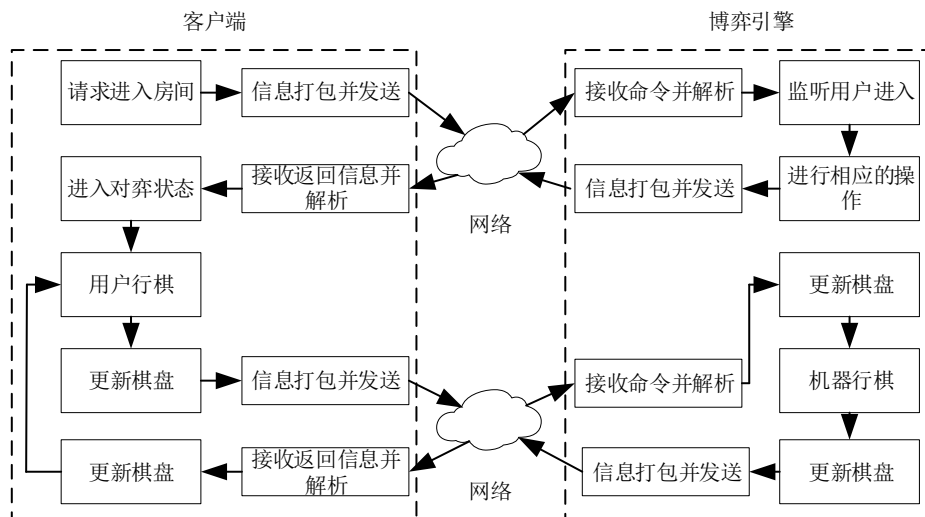 客户端
博弈引擎
请求进入房间
信息打包并发送
接收命令并解析
监听用户进入
进入对弈状态
接收返回信息并
解析
网络
信息打包并发送
进行相应的操
作
用户行棋
更新棋盘
更新棋盘
信息打包并发送
接收命令并解析
机器行棋
更新棋盘
接收返回信息并
解析
网络
信息打包并发送
更新棋盘